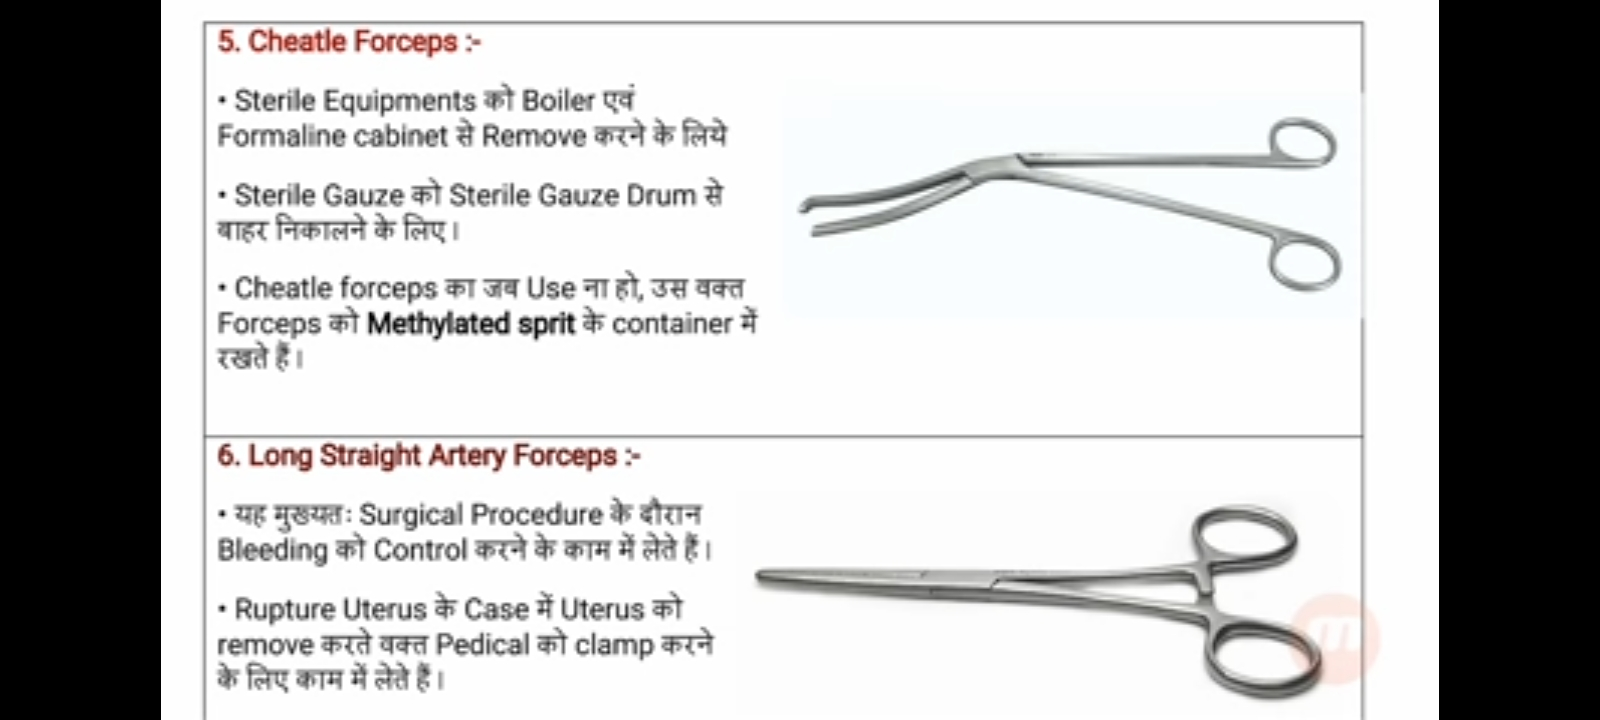 5. Cheatle Forceps :-
• Sterile Equipments को Boiler एवं
Formaline cabinet से Remove करने के लिये
• Sterile Gauze को Sterile Gauze Drum से
बाहर निकालने के लिए।
• Cheatle forceps का जब Use ना हो, उस वक्त
Forceps को Methylated sprit के container में
रखते हैं।
6. Long Straight Artery Forceps :-
• यह मुख्यतः Surgical Procedure के दौरान
Bleeding को Control करने के काम में लेते हैं।
• Rupture Uterus के Case में Uterus को
remove करते वक्त Pedical को clamp करने
के लिए काम में लेते हैं।